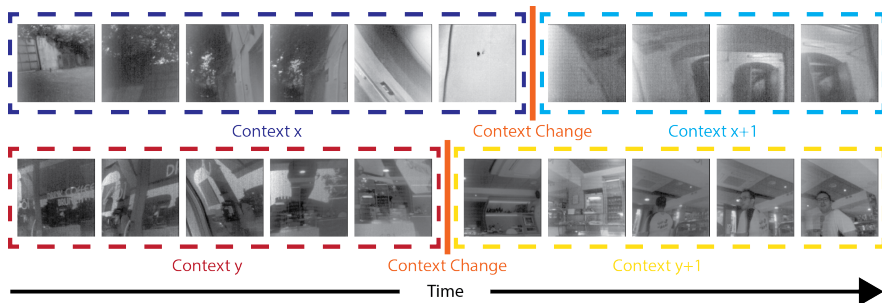 Context x
Context Change
Context x+1
Context y
Context Change
Context y+1
Time